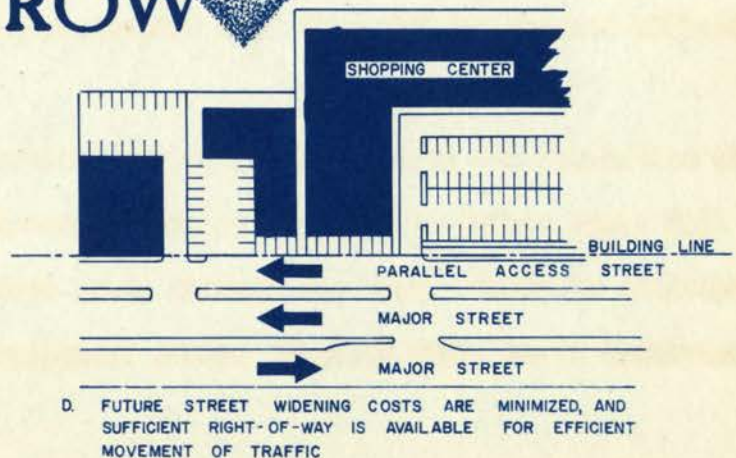 ROW
SHOPPING CENTER
BUILDING LINE
PARALLEL ACCESS STREET
MAJOR STREET
MAJOR STREET
D. FUTURE STREET WIDENING COSTS ARE MINIMIZED, AND
SUFFICIENT RIGHT-OF-WAY IS AVAILABLE FOR EFFICIENT
MOVEMENT OF TRAFFIC